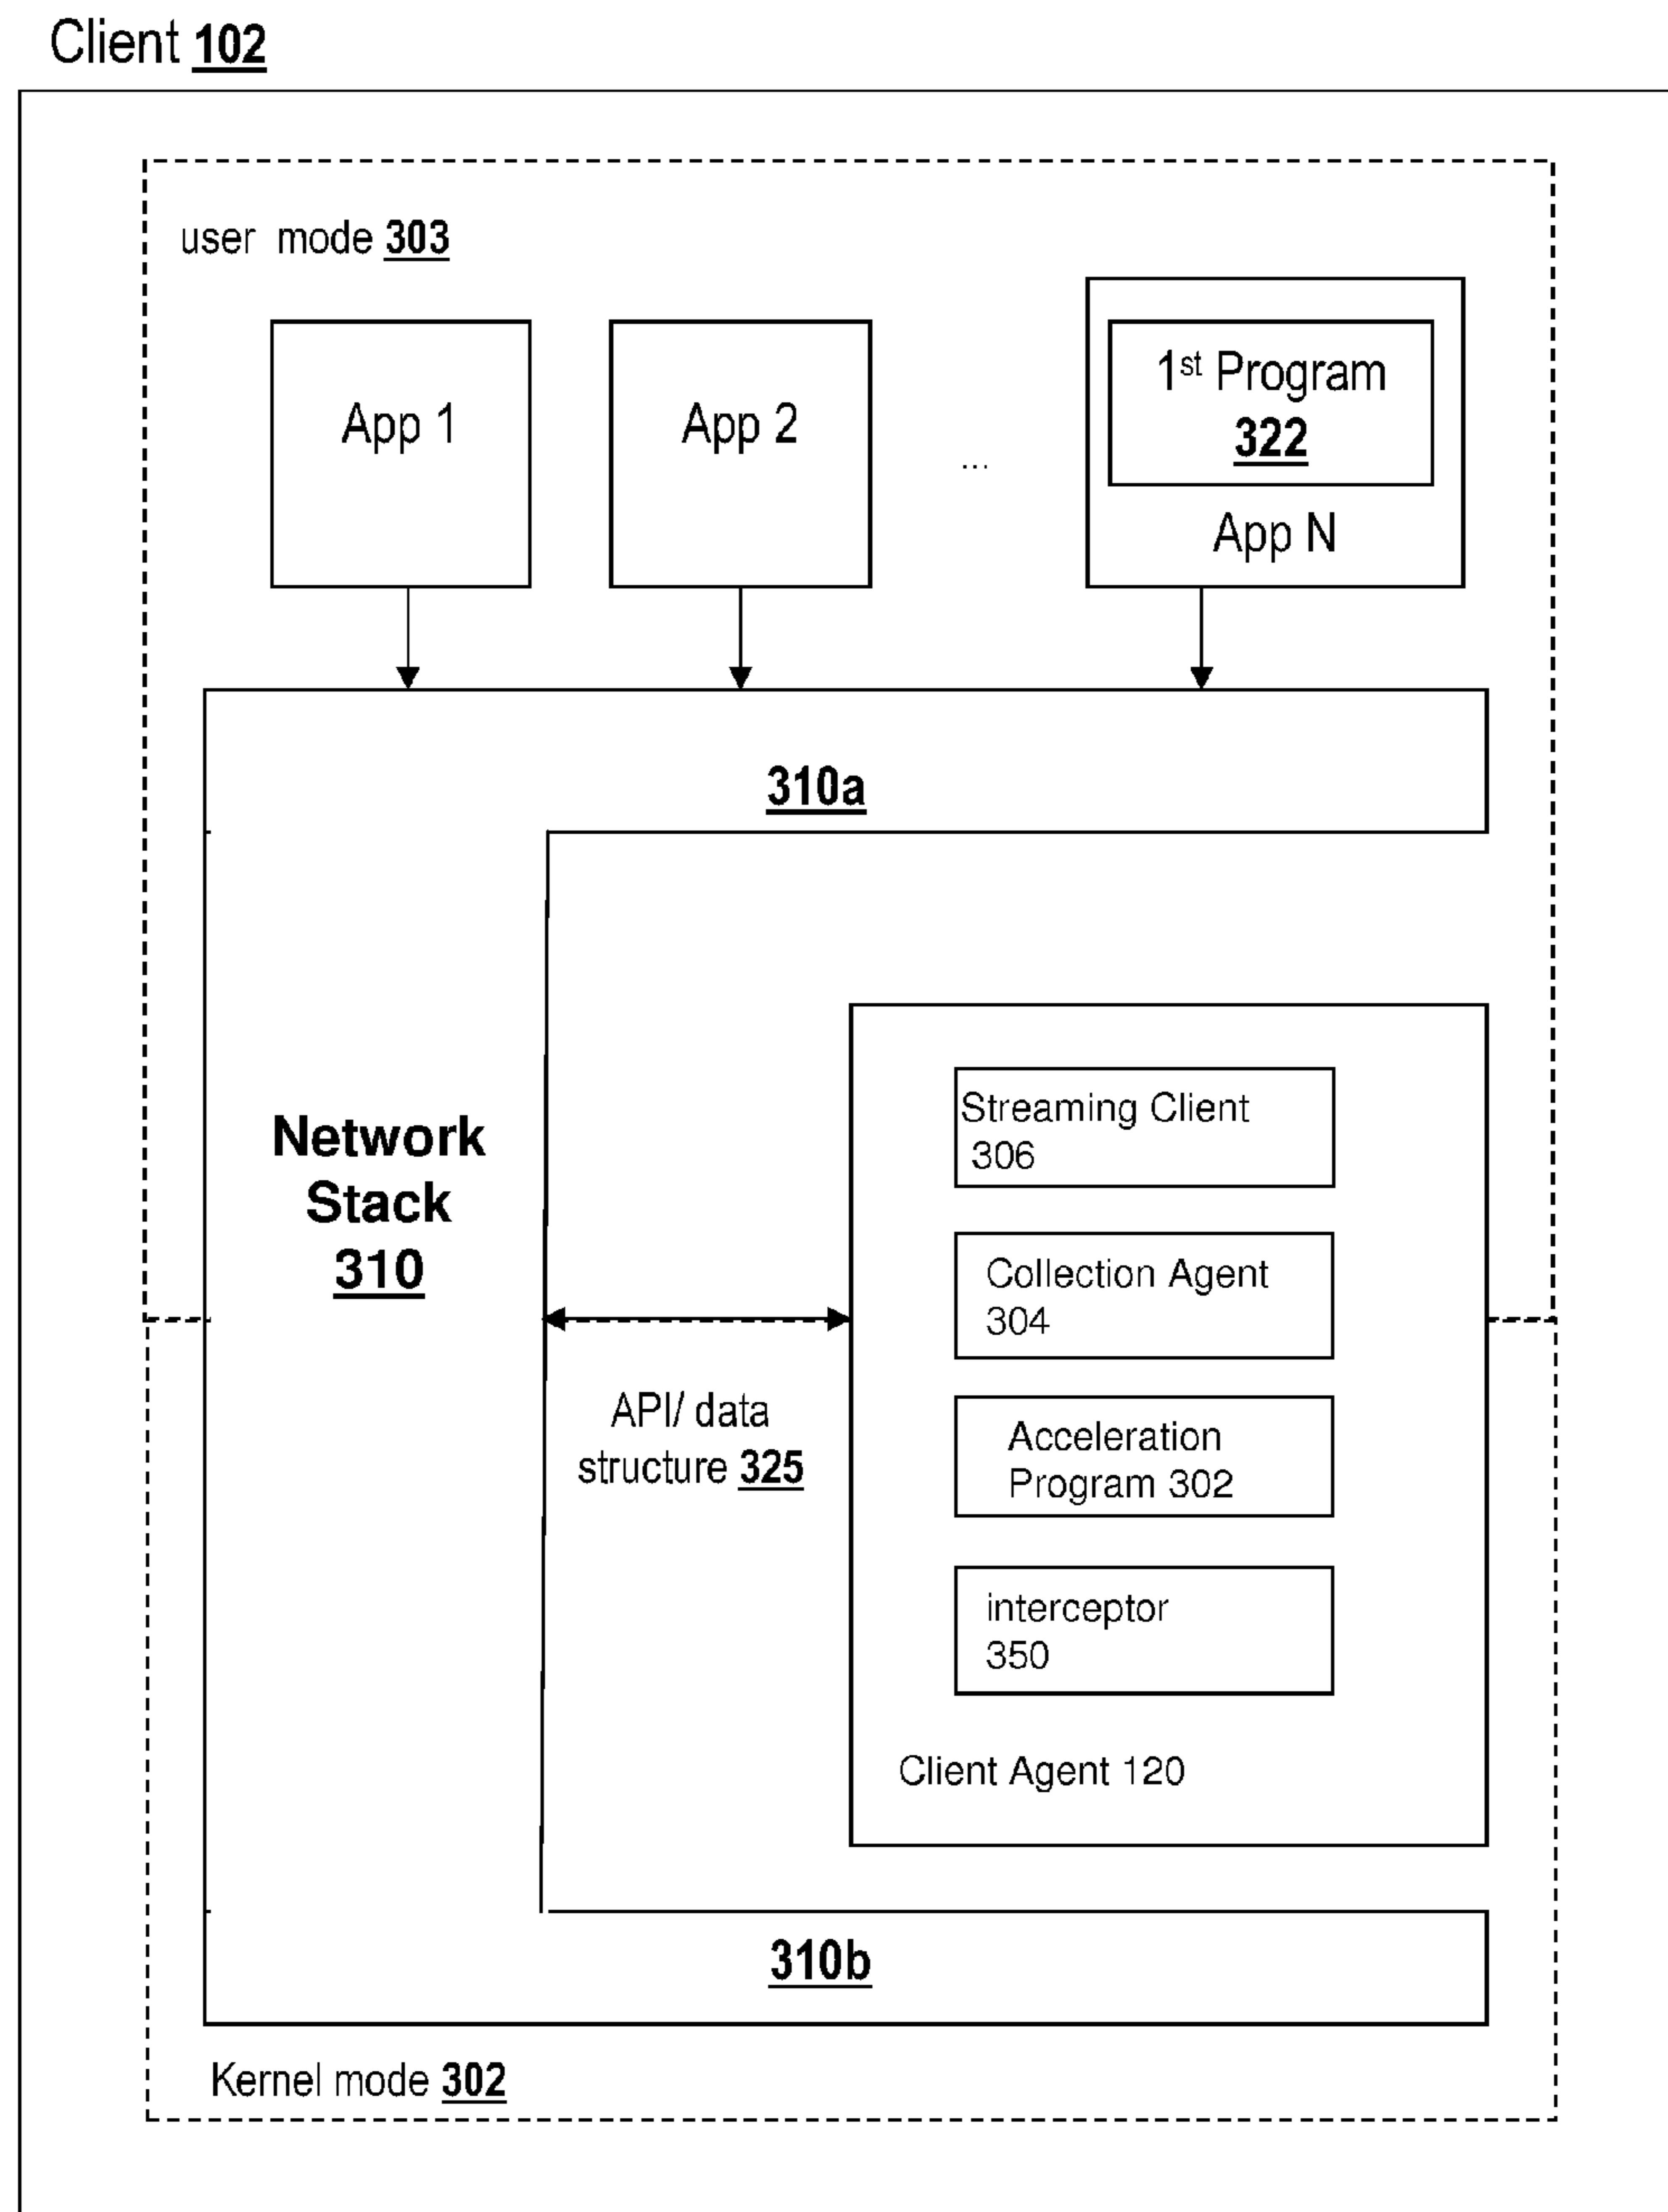 Client 102
user mode 303
App 1
App 2
...
1st Program
322
App N
310a
Network
Stack
310
API/ data
structure 325
Streaming Client
306
Collection Agent
304
Acceleration
Program 302
interceptor
350
Client Agent 120
310b
Kernel mode 302